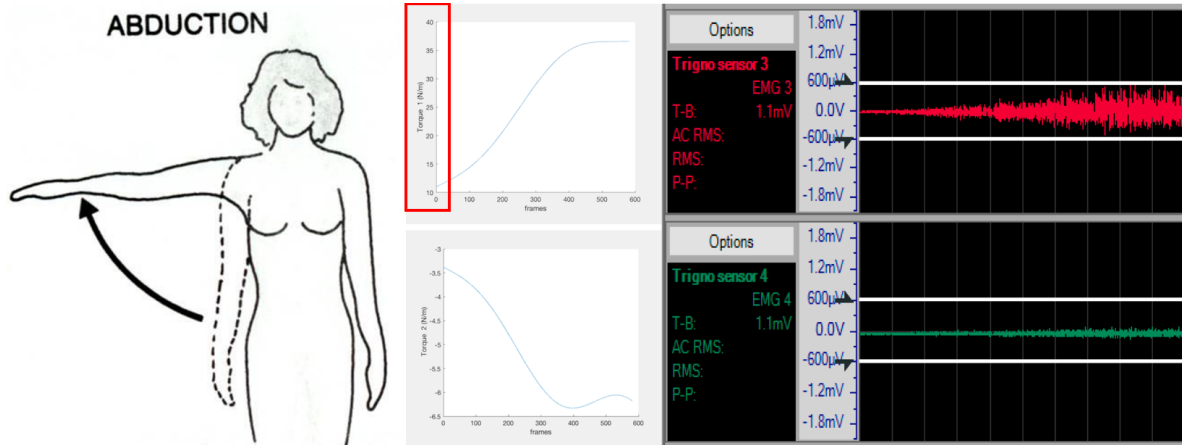 ABDUCTION
40
35
30
25
20
15
10
Torque 1 (N/m)
0 100 200 300 400 500 600
frames
-3
-3.5
-4
-4.5
-5
-5.5
-6
-6.5
Torque 2 (N/m)
0 100 200 300 400 500 600
frames
Options
Trigno sensor 3
EMG 3
T-B: 1.1mV
AC RMS:
RMS:
P-P:
1.8mV
1.2mV
600µV
0.0V
-600µV
-1.2mV
-1.8mV
Options
Trigno sensor 4
EMG 4
T-B: 1.1mV
AC RMS:
RMS:
P-P:
1.8mV
1.2mV
600µV
0.0V
-600µV
-1.2mV
-1.8mV